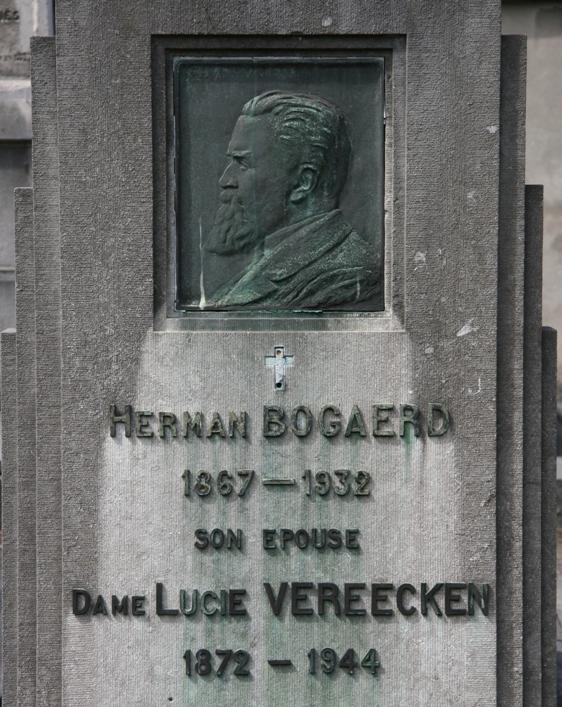 HERMAN BOGAERD
1867 - 1932
SON EPOUSE
DAME LUCIE VEREECKEN
1872 - 1944